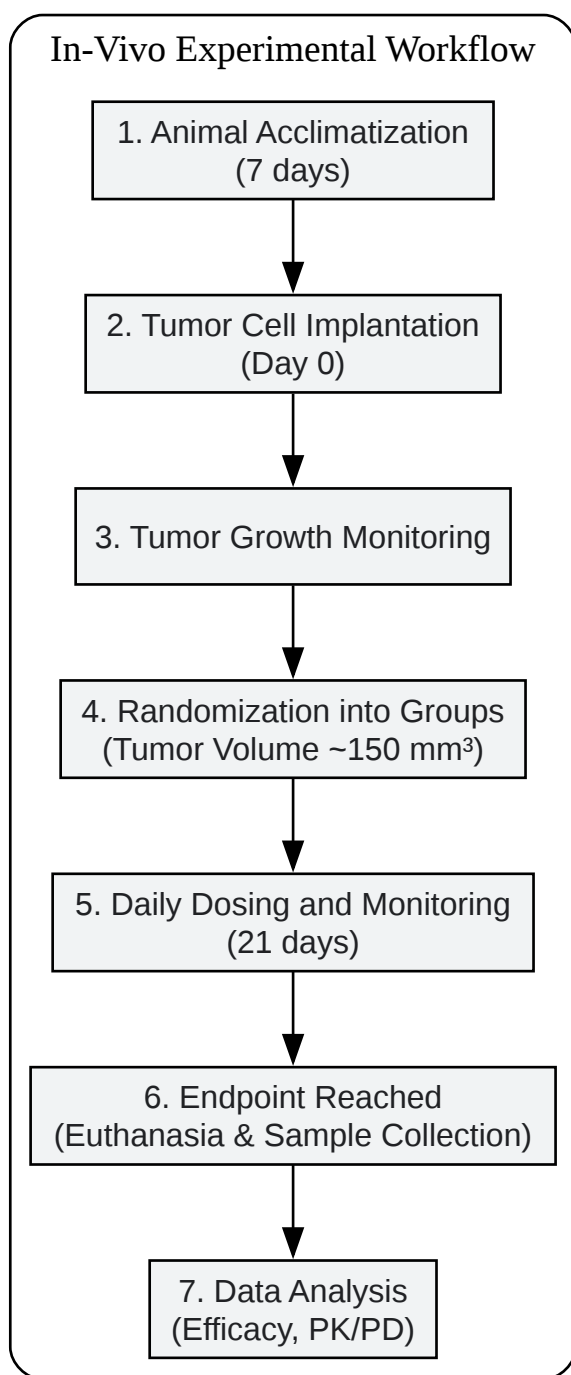 In-Vivo Experimental Workflow
1. Animal Acclimatization
(7 days)
2. Tumor Cell Implantation
(Day 0)
3. Tumor Growth Monitoring
4. Randomization into Groups
(Tumor Volume ~150 mm³)
5. Daily Dosing and Monitoring
(21 days)
6. Endpoint Reached
(Euthanasia & Sample Collection)
7. Data Analysis
(Efficacy, PK/PD)